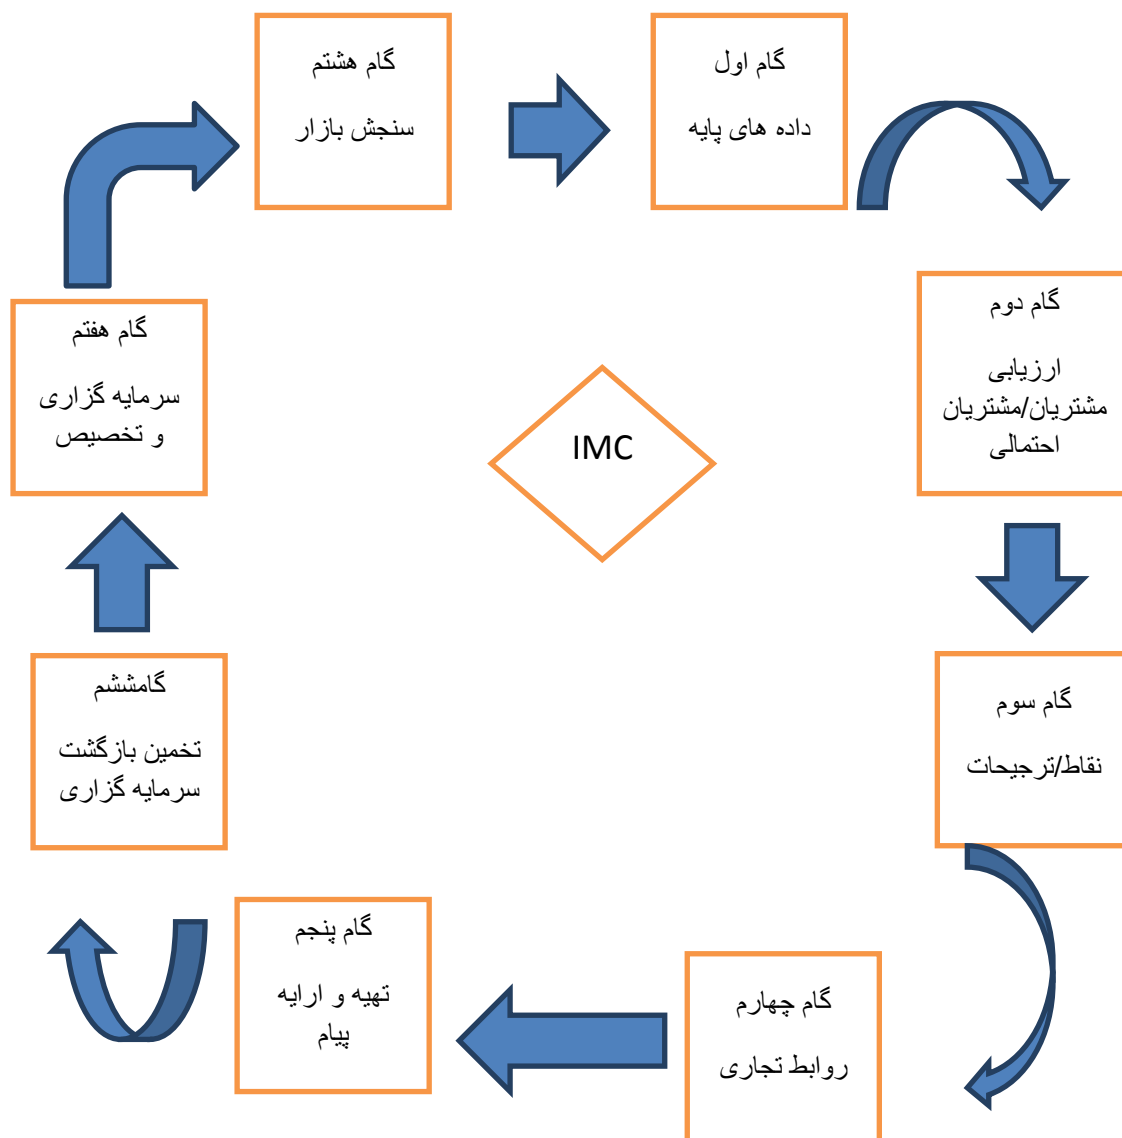 گام اول
داده های پایه
گام دوم
ارزیابی
مشتریان/مشتریان
احتمالی
گام سوم
نقاط/ترجیحات
گام چهارم
روابط تجاری
گام پنجم
تهیه و ارایه
پیام
گامششم
تخمین بازگشت
سرمایه گزاری
گام هفتم
سرمایه گزاری
و تخصیص
گام هشتم
سنجش بازار
IMC